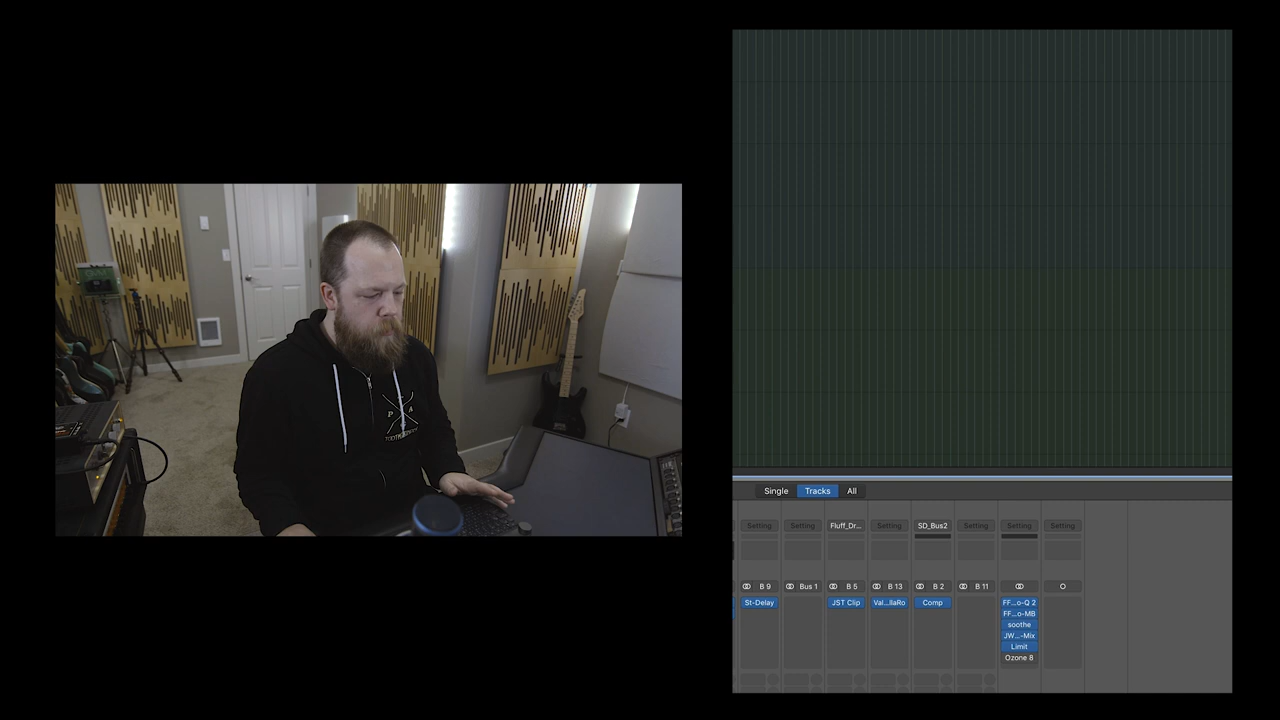 P A
Single Tracks All
Setting Setting Fluff_Dr... Setting SD_Bus2 Setting Setting Setting
B 9 Bus 1 B 5 B 13 B 2 B 11
St-Delay JST Clip Val...llaRo Comp FF...o-Q 2
FF...o-MB
soothe
JW...-Mix
Limit
Ozone 8